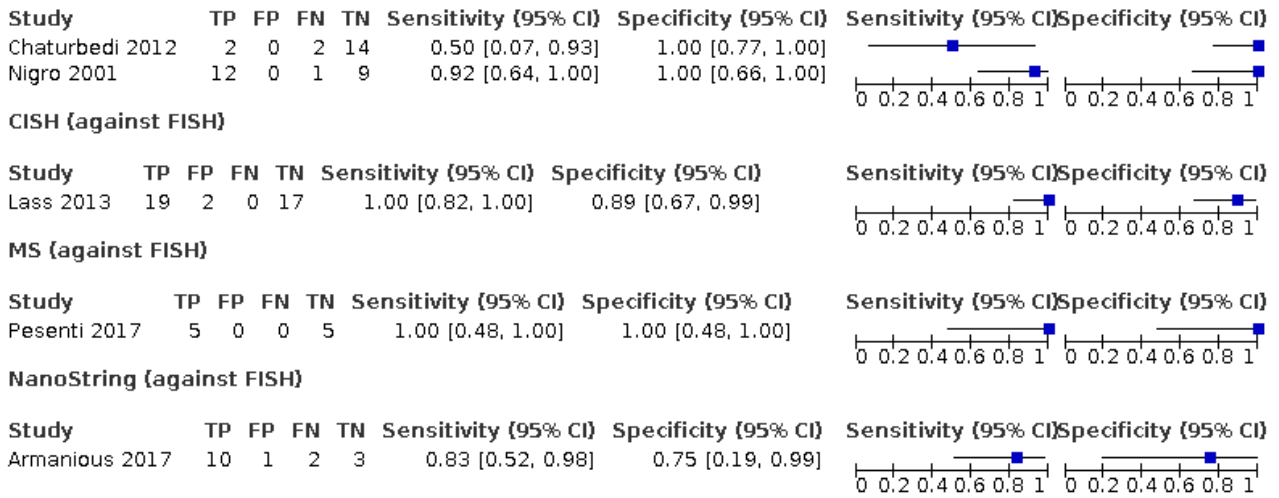 Study TP FP FN TN Sensitivity (95% CI) Specificity (95% CI) Sensitivity (95% CI) Specificity (95% CI)
Chaturbedi 2012 2 0 2 14 0.50 [0.07, 0.93] 1.00 [0.77, 1.00]
Nigro 2001 12 0 1 9 0.92 [0.64, 1.00] 1.00 [0.66, 1.00]
0 0.2 0.4 0.6 0.8 1 0 0.2 0.4 0.6 0.8 1
CISH (against FISH)
Study TP FP FN TN Sensitivity (95% CI) Specificity (95% CI) Sensitivity (95% CI) Specificity (95% CI)
Lass 2013 19 2 0 17 1.00 [0.82, 1.00] 0.89 [0.67, 0.99]
0 0.2 0.4 0.6 0.8 1 0 0.2 0.4 0.6 0.8 1
MS (against FISH)
Study TP FP FN TN Sensitivity (95% CI) Specificity (95% CI) Sensitivity (95% CI) Specificity (95% CI)
Pesenti 2017 5 0 0 5 1.00 [0.48, 1.00] 1.00 [0.48, 1.00]
0 0.2 0.4 0.6 0.8 1 0 0.2 0.4 0.6 0.8 1
NanoString (against FISH)
Study TP FP FN TN Sensitivity (95% CI) Specificity (95% CI) Sensitivity (95% CI) Specificity (95% CI)
Armanious 2017 10 1 2 3 0.83 [0.52, 0.98] 0.75 [0.19, 0.99]
0 0.2 0.4 0.6 0.8 1 0 0.2 0.4 0.6 0.8 1